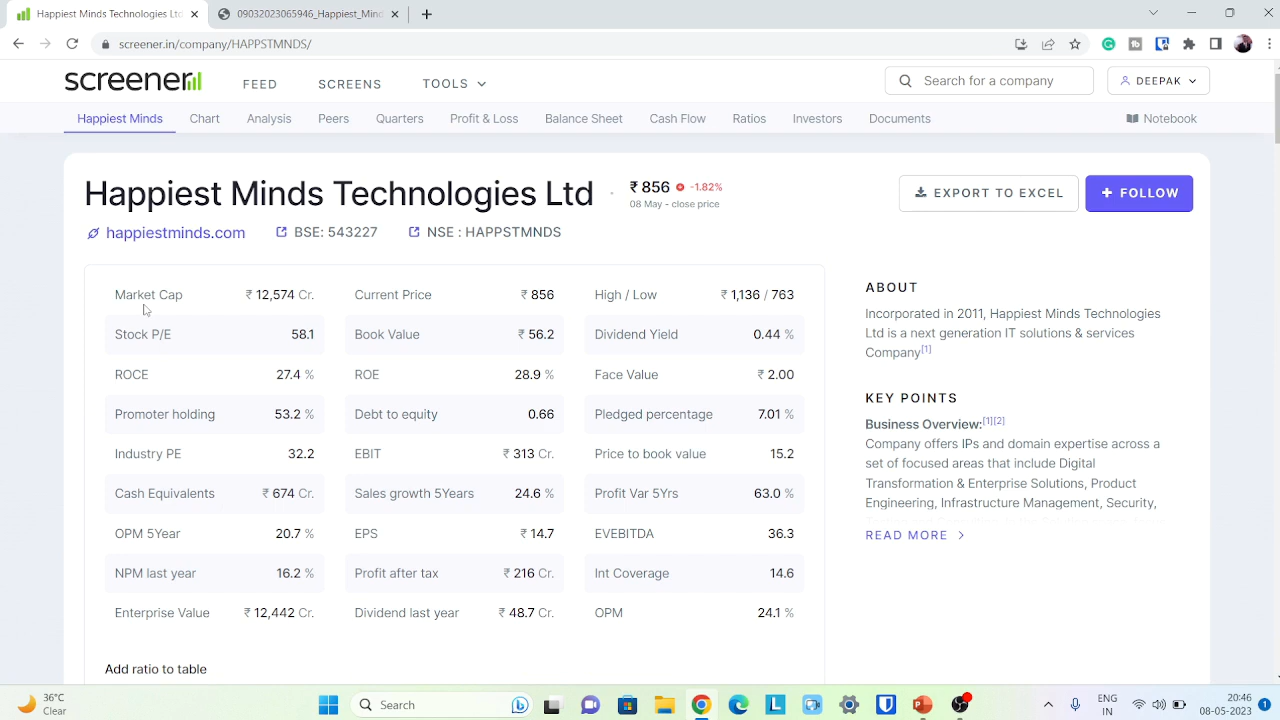 Happiest Minds Technologies Ltd
09032023065946_Happiest_Mind
screener.in/company/HAPPSTMNDS/
screener
FEED SCREENS TOOLS
Search for a company
DEEPAK
Happiest Minds Chart Analysis Peers Quarters Profit & Loss Balance Sheet Cash Flow Ratios Investors Documents Notebook
Happiest Minds Technologies Ltd
₹ 856 -1.82%
08 May - close price
EXPORT TO EXCEL
+ FOLLOW
happiestminds.com BSE: 543227 NSE : HAPPSTMNDS
Market Cap ₹ 12,574 Cr. Current Price ₹ 856 High / Low ₹ 1,136 / 763
Stock P/E 58.1 Book Value ₹ 56.2 Dividend Yield 0.44 %
ROCE 27.4 % ROE 28.9 % Face Value ₹ 2.00
Promoter holding 53.2 % Debt to equity 0.66 Pledged percentage 7.01 %
Industry PE 32.2 EBIT ₹ 313 Cr. Price to book value 15.2
Cash Equivalents ₹ 674 Cr. Sales growth 5Years 24.6 % Profit Var 5Yrs 63.0 %
OPM 5Year 20.7 % EPS ₹ 14.7 EVEBITDA 36.3
NPM last year 16.2 % Profit after tax ₹ 216 Cr. Int Coverage 14.6
Enterprise Value ₹ 12,442 Cr. Dividend last year ₹ 48.7 Cr. OPM 24.1 %
Add ratio to table
ABOUT
Incorporated in 2011, Happiest Minds Technologies
Ltd is a next generation IT solutions & services
Company[1]
KEY POINTS
Business Overview:[1][2]
Company offers IPs and domain expertise across a
set of focused areas that include Digital
Transformation & Enterprise Solutions, Product
Engineering, Infrastructure Management, Security,
READ MORE
36°C
Clear
Search
ENG
IN
20:46
08-05-2023
1